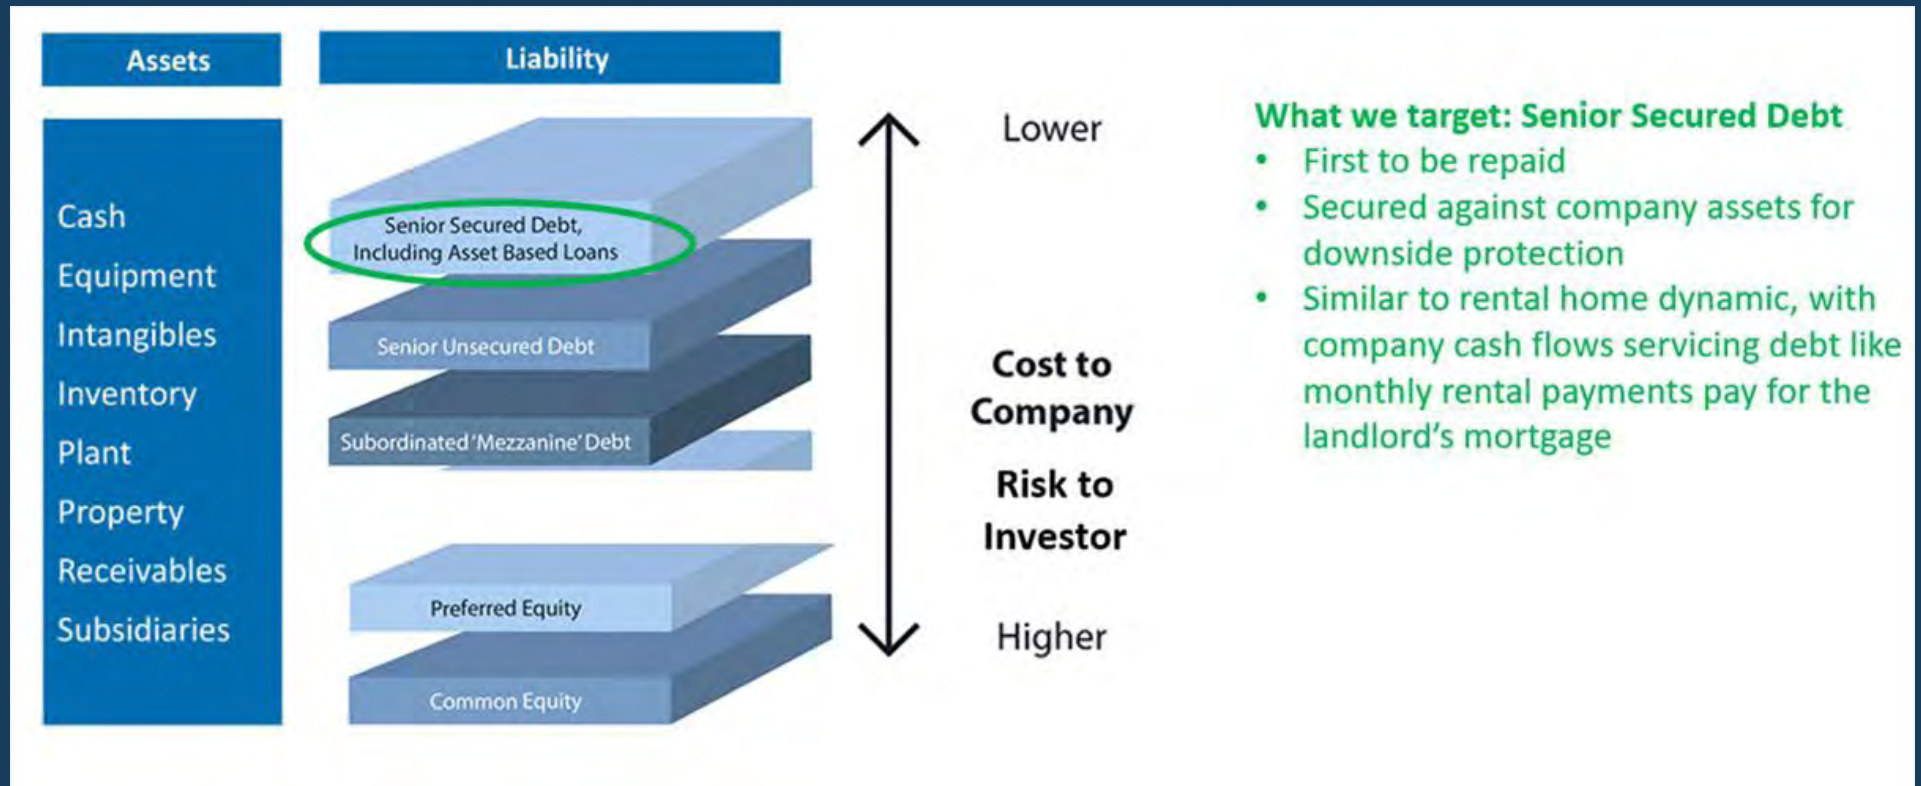 Assets
Liability
Cash
Equipment
Intangibles
Inventory
Plant
Property
Receivables
Subsidiaries
Senior Secured Debt,
Including Asset Based Loans
Senior Unsecured Debt
Subordinated 'Mezzanine' Debt
Preferred Equity
Common Equity
Lower
Cost to
Company
Risk to
Investor
Higher
What we target: Senior Secured Debt
• First to be repaid
• Secured against company assets for
downside protection
• Similar to rental home dynamic, with
company cash flows servicing debt like
monthly rental payments pay for the
landlord's mortgage